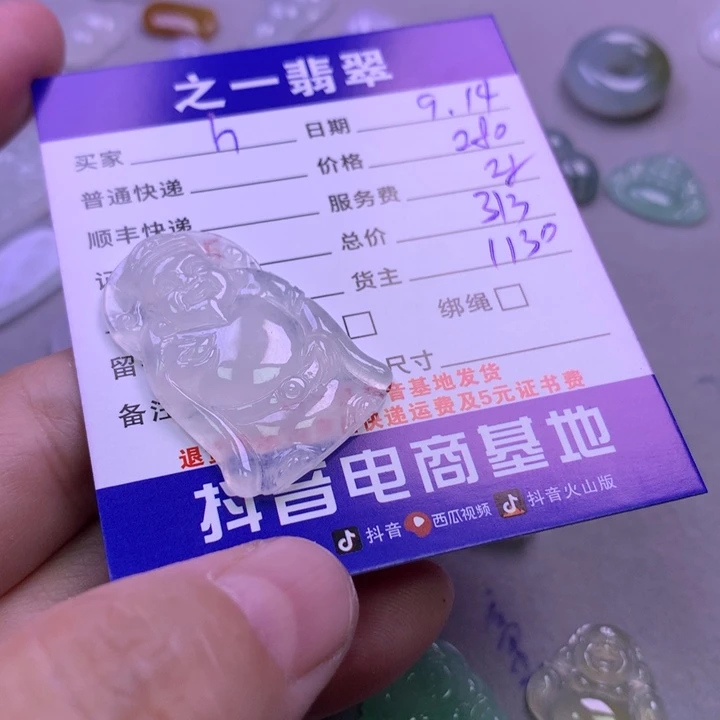 之一翡翠
买家 h 日期 9.14
普通快递 价格 280
顺丰快递 服务费
总价 313
货主 1130
绑绳
留
备注 尺寸
音基地发货
退 快递运费及5元证书费
抖音电商基地
抖音 西瓜视频 抖音火山版